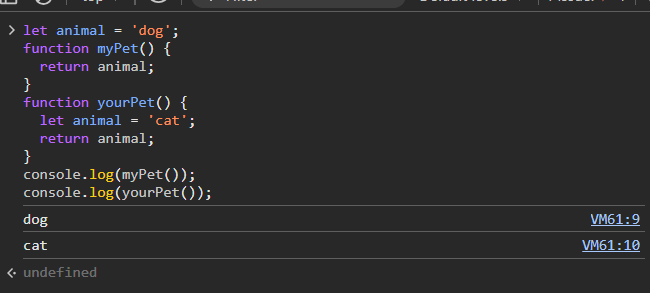 let animal = 'dog';
function myPet() {
  return animal;
}
function yourPet() {
  let animal = 'cat';
  return animal;
}
console.log(myPet());
console.log(yourPet());
dog VM61:9
cat VM61:10
undefined